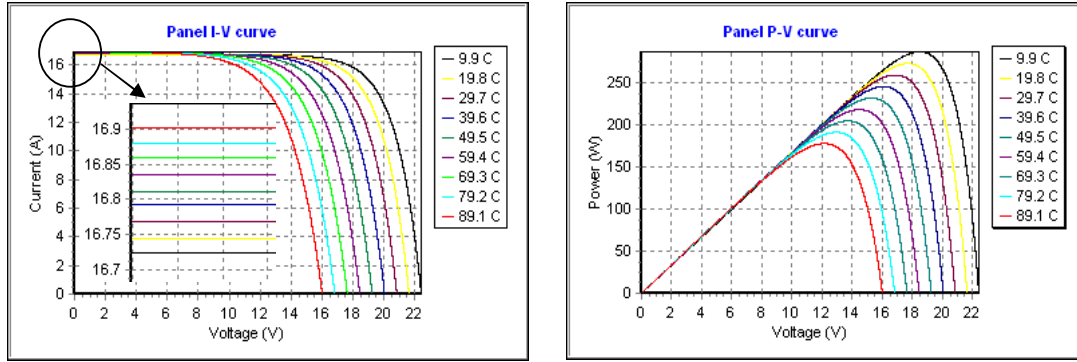 Panel I-V curve
Current (A)
16
14
12
10
8
6
4
2
0
16.9
16.85
16.8
16.75
16.7
0 2 4 6 8 10 12 14 16 18 20 22
Voltage (V)
9.9 C
19.8 C
29.7 C
39.6 C
49.5 C
59.4 C
69.3 C
79.2 C
89.1 C
Panel P-V curve
Power (W)
250
200
150
100
50
0
0 2 4 6 8 10 12 14 16 18 20 22
Voltage (V)
9.9 C
19.8 C
29.7 C
39.6 C
49.5 C
59.4 C
69.3 C
79.2 C
89.1 C